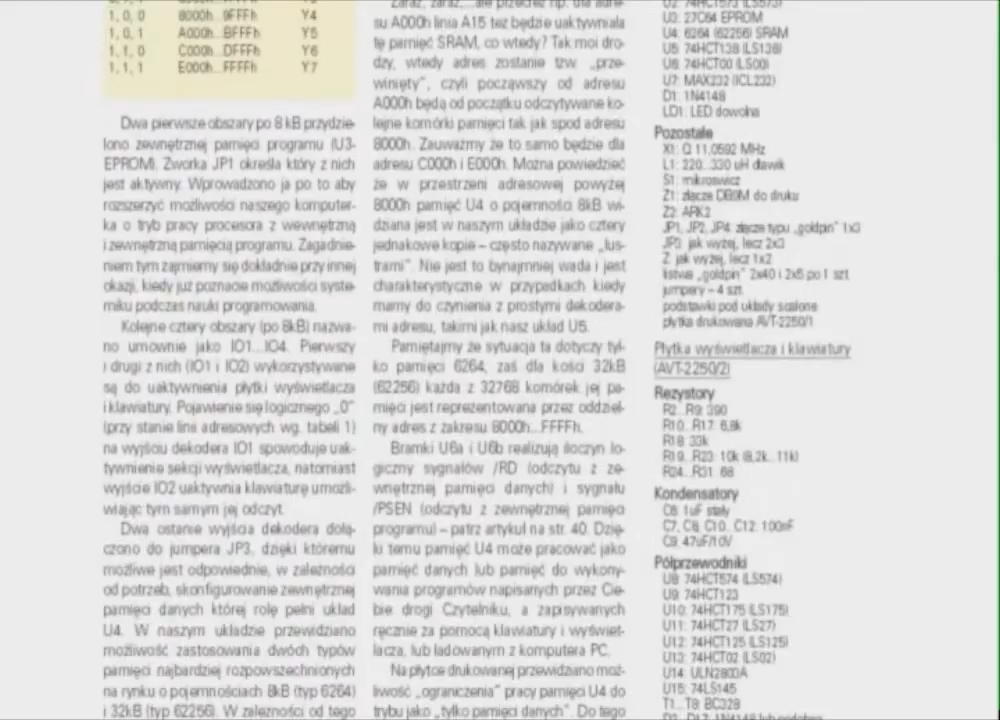 1, 0, 0 8000h...9FFFh Y4
1, 0, 1 A000h...BFFFh Y5
1, 1, 0 C000h...DFFFh Y6
1, 1, 1 E000h...FFFFh Y7
Dwa pierwsze obszary po 8 kB przydzie-
lono zewnętrznej pamięci programu (U3-
EPROM). Zworka JP1 określa który z nich
jest aktywny. Wprowadzono ją po to aby
rozszerzyć możliwości naszego komputer-
ka o tryb pracy procesora z wewnętrzną
i zewnętrzną pamięcią programu. Zagadnie-
niem tym zajmiemy się dokładnie przy innej
okazji, kiedy już poznacie możliwości syste-
miku podczas nauki programowania.
Kolejne cztery obszary (po 8kB) nazwa-
no umownie jako IO1...IO4. Pierwszy
i drugi z nich (IO1 i IO2) wykorzystywane
są do uaktywnienia płytki wyświetlacza
i klawiatury. Pojawienie się logicznego „0”
(przy stanie linii adresowych wg. tabeli 1)
na wyjściu dekodera IO1 spowoduje uak-
tywnienie sekcji wyświetlacza, natomiast
wyjście IO2 uaktywnia klawiaturę umożli-
wiając tym samym jej odczyt.
Dwa ostanie wyjścia dekodera dołą-
czono do jumpera JP3, dzięki któremu
możliwe jest odpowiednie, w zależności
od potrzeb, skonfigurowanie zewnętrznej
pamięci danych której rolę pełni układ
U4. W naszym układzie przewidziano
możliwość zastosowania dwóch typów
pamięci najbardziej rozpowszechnionych
na rynku o pojemnościach 8kB (typ 6264)
i 32kB (typ 62256). W zależności od tego
Zaraz, zaraz,...ale przecież np. dla adre-
su A000h linia A15 też będzie uaktywniała
tę pamięć SRAM, co wtedy? Tak moi dro-
dzy, wtedy adres zostanie tzw „prze-
winięty”, czyli począwszy od adresu
A000h będą od początku odczytywane ko-
lejne komórki pamięci tak jak spod adresu
8000h. Zauważmy że to samo będzie dla
adresu C000h i E000h. Można powiedzieć
że w przestrzeni adresowej powyżej
8000h pamięć U4 o pojemności 8kB wi-
dziana jest w naszym układzie jako cztery
jednakowe kopie – często nazywane „lus-
trami”. Nie jest to bynajmniej wada i jest
charakterystyczne w przypadkach kiedy
mamy do czynienia z prostymi dekodera-
mi adresu, takimi jak nasz układ U5.
Pamiętajmy że sytuacja ta dotyczy tyl-
ko pamięci 6264, zaś dla kości 32kB
(62256) każda z 32768 komórek jej pa-
mięci jest reprezentowana przez oddziel-
ny adres z zakresu 8000h...FFFFh.
Bramki U6a i U6b realizują iloczyn lo-
giczny sygnałów /RD (odczytu z ze-
wnętrznej pamięci danych) i sygnału
/PSEN (odczytu z zewnętrznej pamięci
programu) – patrz artykuł na str. 40. Dzię-
ki temu pamięć U4 może pracować jako
pamięć danych lub pamięć do wykony-
wania programów napisanych przez Cie-
bie drogi Czytelniku, a zapisywanych
ręcznie za pomocą klawiatury i wyświet-
lacza, lub ładowanym z komputera PC.
Na płytce drukowanej przewidziano moż-
liwość „ograniczenia” pracy pamięci U4 do
trybu jako „tylko pamięci danych”. Do tego
U2: 74HCT573 (LS573)
U3: 27C64 EPROM
U4: 6264 (62256) SRAM
U5: 74HCT138 (LS138)
U6: 74HCT00 (LS00)
U7: MAX232 (ICL232)
D1: 1N4148
LD1: LED dowolna
Pozostałe
X1: Q 11,0592 MHz
L1: 220...330 uH dławik
S1: mikroswicz
Z1: złącze DB9M do druku
Z2: ARK2
JP1, JP2, JP4: złącze typu „goldpin” 1x3
JP3: jak wyżej, lecz 2x3
Z: jak wyżej, lecz 1x2
listwa „goldpin” 2x40 i 2x5 po 1 szt.
jumpery – 4 szt.
podstawki pod układy scalone
płytka drukowana AVT-2250/1
Płytka wyświetlacza i klawiatury
(AVT-2250/2)
Rezystory
R2...R9: 390
R10...R17: 6,8k
R18: 33k
R19...R23: 10k (8,2k...11k)
R24...R31: 68
Kondensatory
C6: 1uF stały
C7, C8, C10...C12: 100nF
C9: 47uF/10V
Półprzewodniki
U8: 74HCT574 (LS574)
U9: 74HCT123
U10: 74HCT175 (LS175)
U11: 74HCT27 (LS27)
U12: 74HCT125 (LS125)
U13: 74HCT02 (LS02)
U14: ULN2803A
U15: 74LS145
T1...T8: BC328
D2...D17: 1N4148 lub podobna